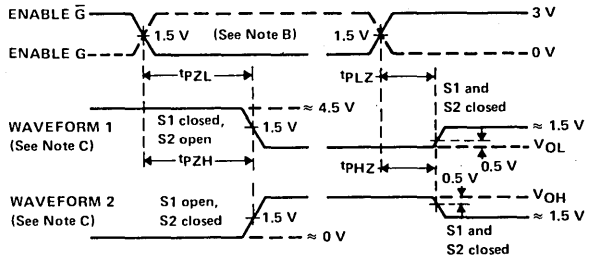 ENABLE G̅
3 V
1.5 V
(See Note B)
1.5 V
ENABLE G
0 V
tPZL
tPLZ
S1 and
S2 closed
≈ 4.5 V
WAVEFORM 1
(See Note C)
S1 closed,
S2 open
1.5 V
≈ 1.5 V
VOL
0.5 V
tPZH
tPHZ
0.5 V
WAVEFORM 2
(See Note C)
S1 open,
S2 closed
1.5 V
VOH
≈ 1.5 V
≈ 0 V
S1 and
S2 closed